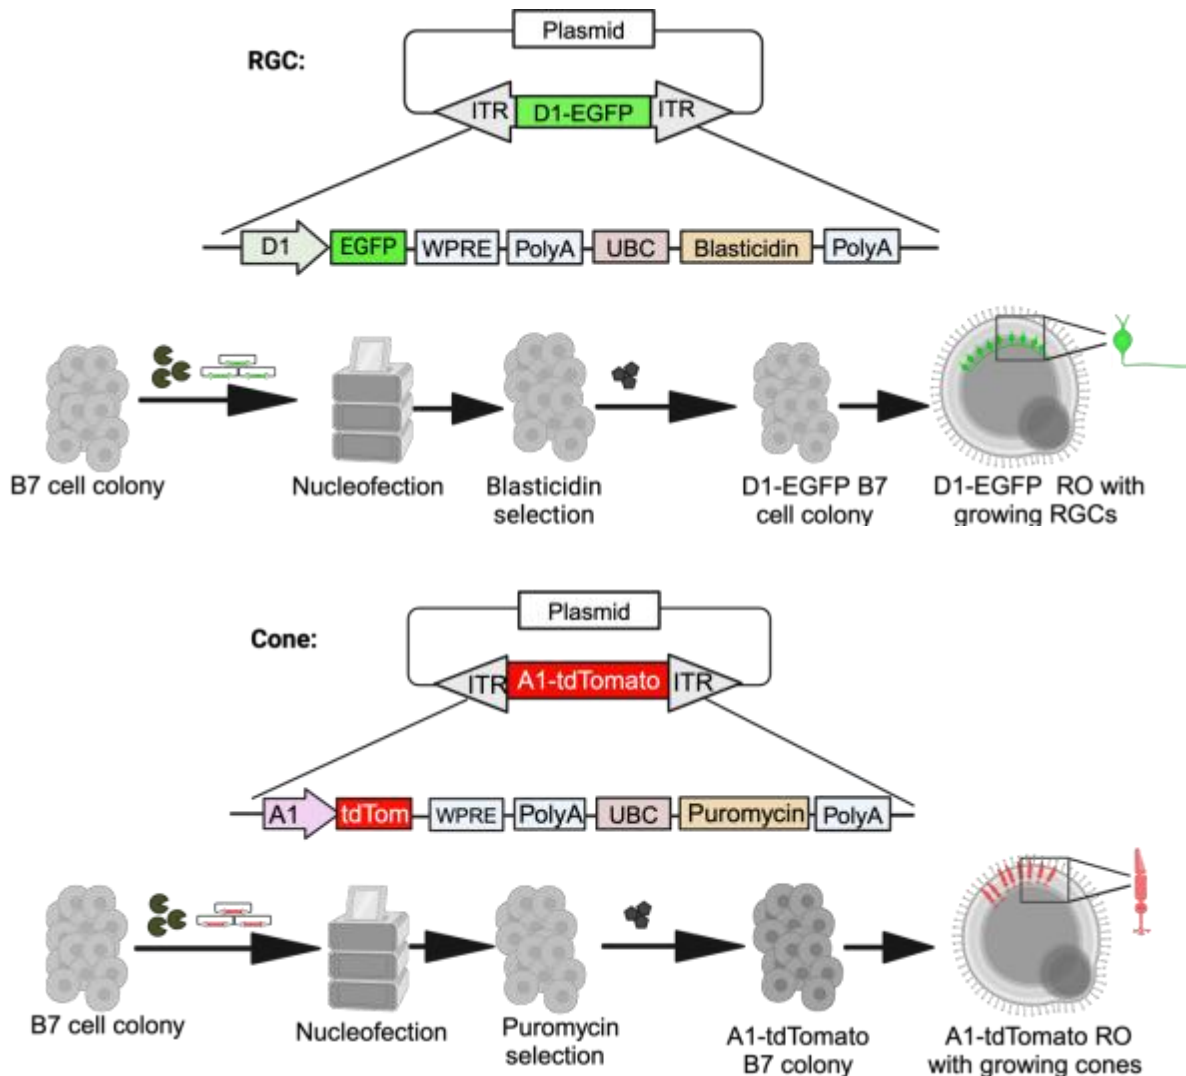 Plasmid
RGC:
ITR D1-EGFP ITR
D1 EGFP WPRE PolyA UBC Blasticidin PolyA
B7 cell colony
Nucleofection
Blasticidin
selection
D1-EGFP B7
cell colony
D1-EGFP RO with
growing RGCs
Plasmid
Cone:
ITR A1-tdTomato ITR
A1 tdTom WPRE PolyA UBC Puromycin PolyA
B7 cell colony
Nucleofection
Puromycin
selection
A1-tdTomato
B7 colony
A1-tdTomato RO
with growing cones